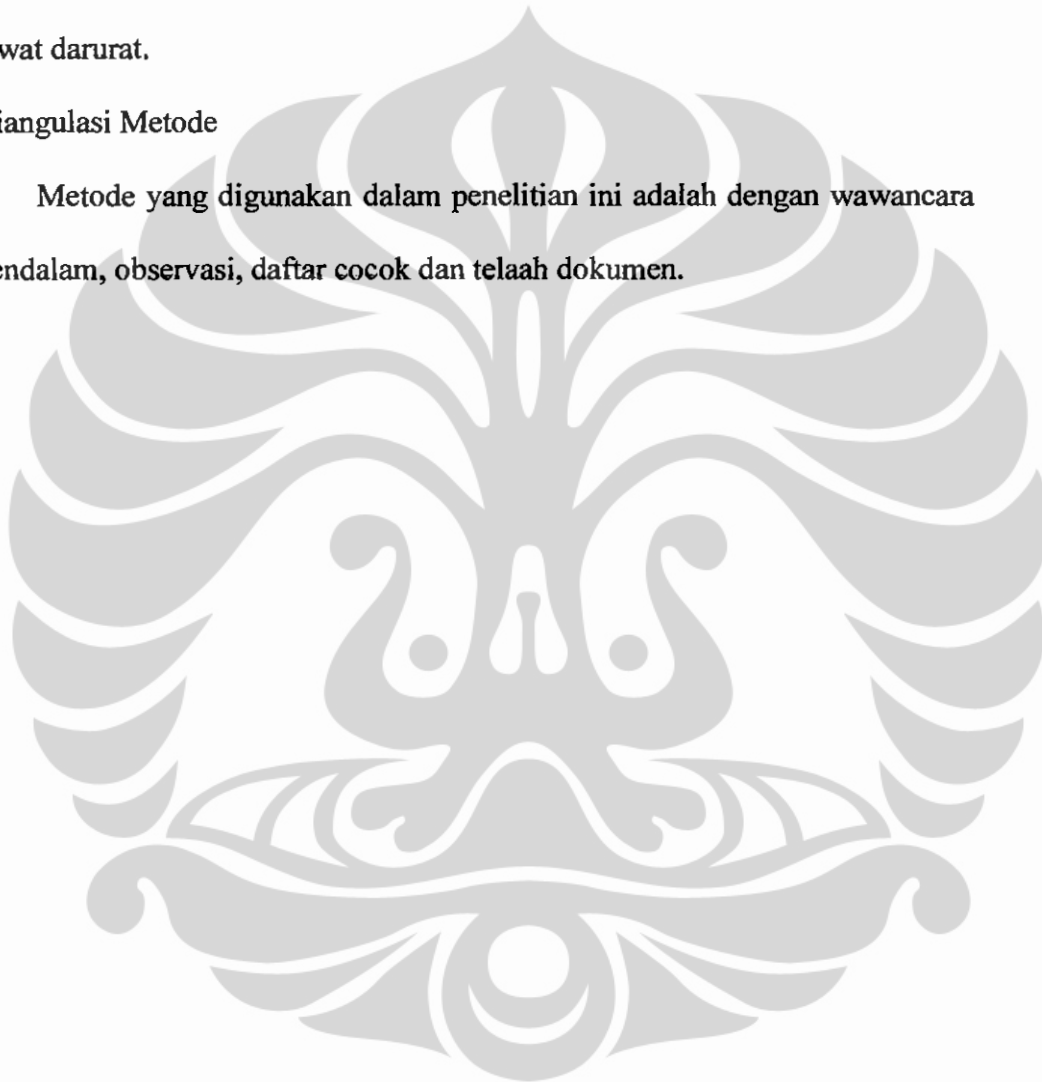 wat darurat.
iangulasi Metode
Metode yang digunakan dalam penelitian ini adalah dengan wawancara
endalam, observasi, daftar cocok dan telaah dokumen.